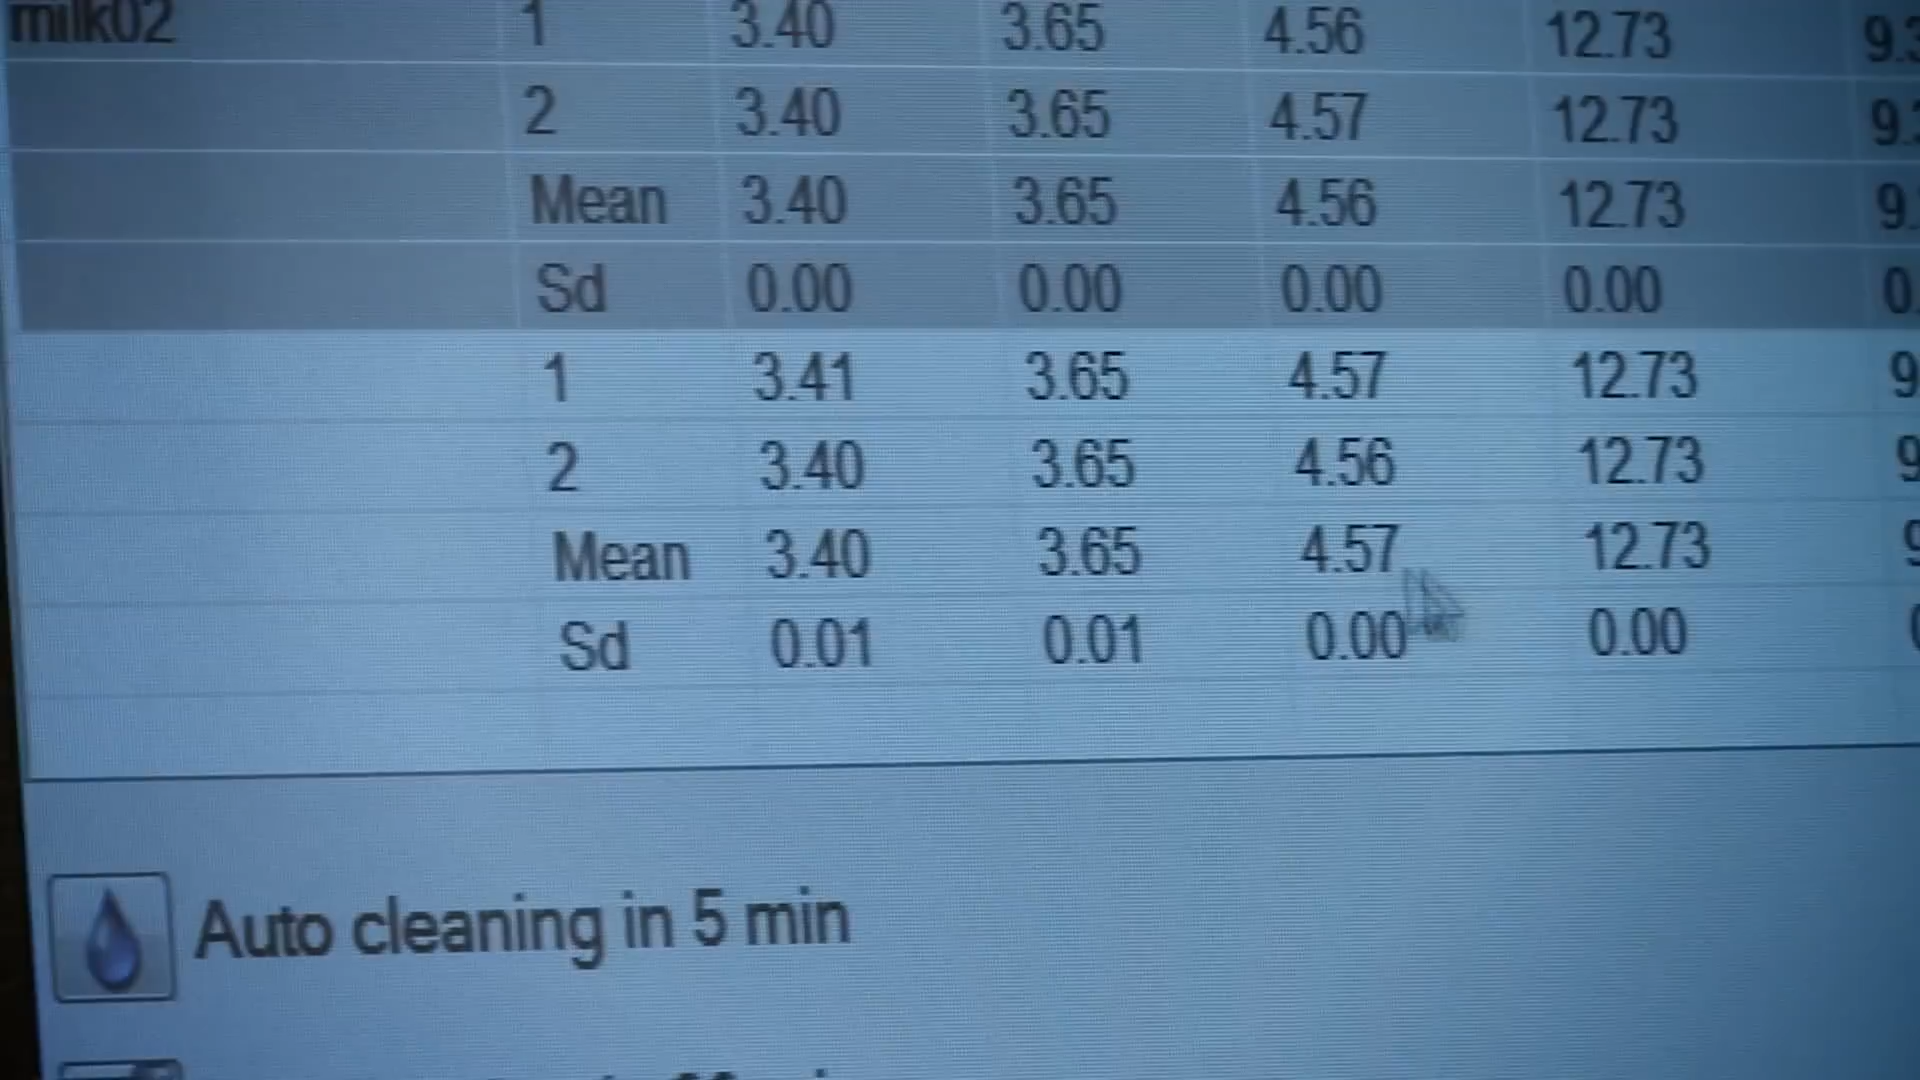 milk02 1 3.40 3.65 4.56 12.73
2 3.40 3.65 4.57 12.73
Mean 3.40 3.65 4.56 12.73
Sd 0.00 0.00 0.00 0.00
1 3.41 3.65 4.57 12.73
2 3.40 3.65 4.56 12.73
Mean 3.40 3.65 4.57 12.73
Sd 0.01 0.01 0.00 0.00
Auto cleaning in 5 min